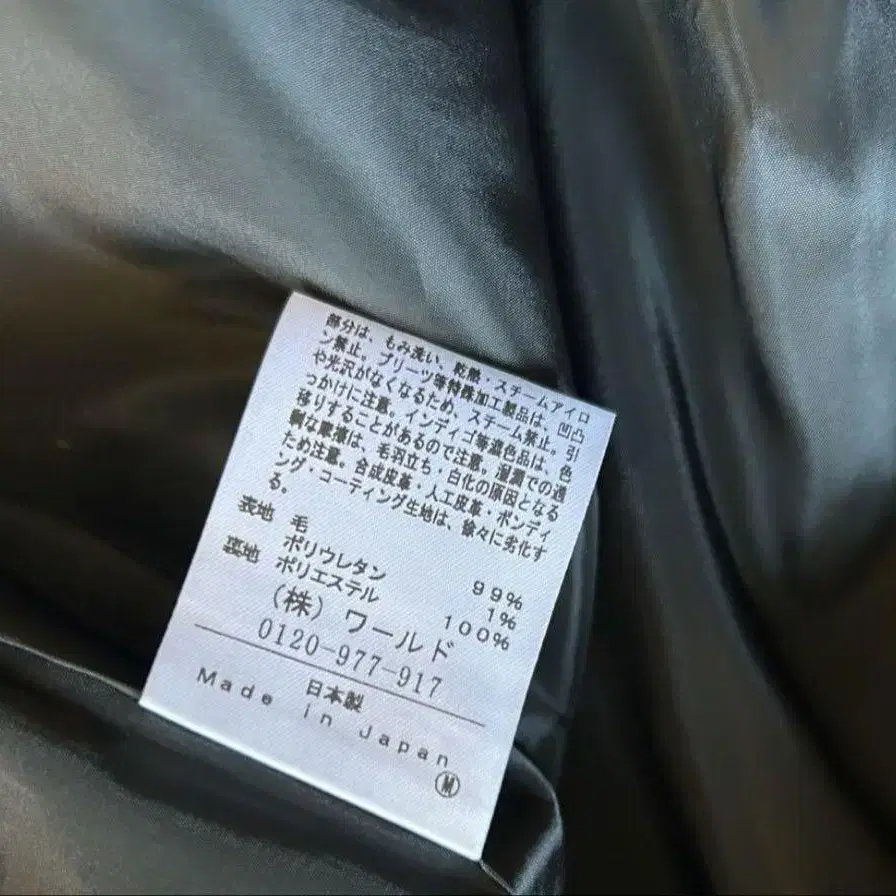 部分は、もみ洗い、乾熱・スチームアイロ
ン禁止。プリーツ等特殊加工製品は、凹凸
や光沢がなくなるため、スチーム禁止。引
っかけに注意。インディゴ等濃色品は、色
移りすることがあるので注意。湿潤での過
剰な摩擦は、毛羽立ち・白化の原因となる
ため注意。合成皮革・人工皮革・ボンディ
ング・コーティング生地は、徐々に劣化す
る。
表地 毛 99%
ポリウレタン 1%
裏地 ポリエステル 100%
(株)ワールド
0120-977-917
日本製
Made in Japan
Ⓜ